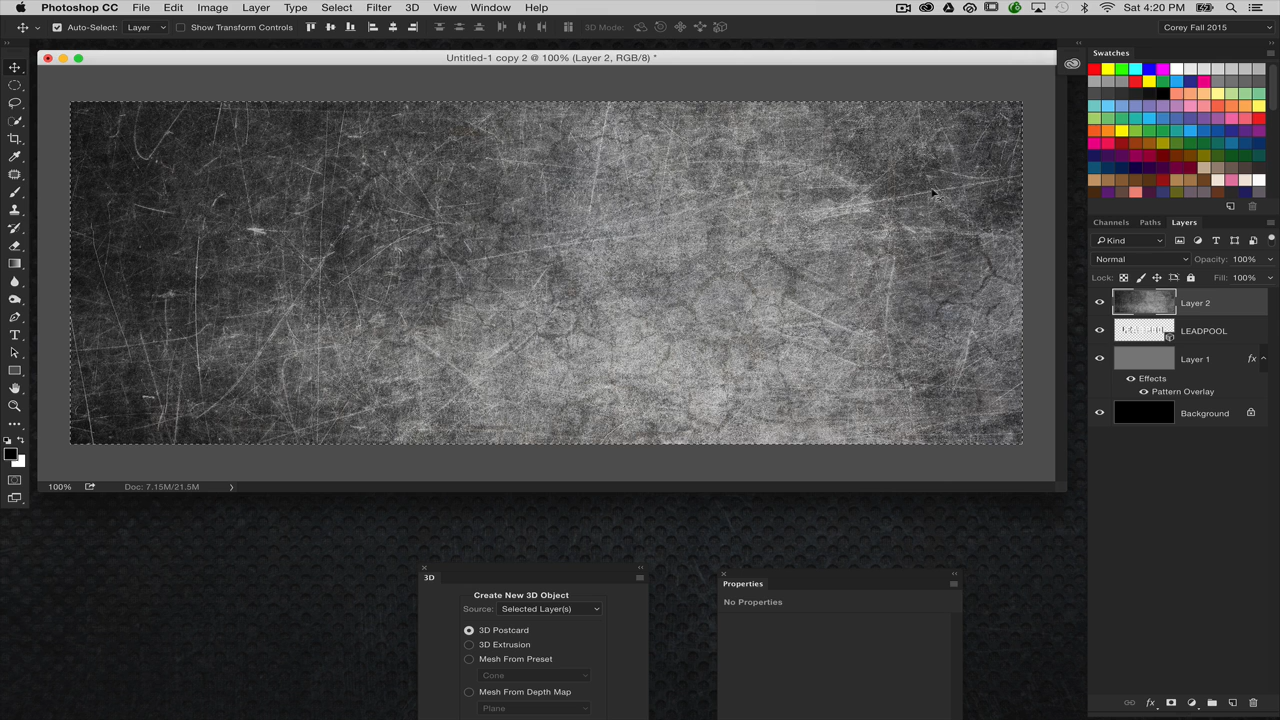 Photoshop CC File Edit Image Layer Type Select Filter 3D View Window Help
Sat 4:20 PM
Auto-Select: Layer Show Transform Controls 3D Mode: Corey Fall 2015
Untitled-1 copy 2 @ 100% (Layer 2, RGB/8) *
Swatches
Channels Paths Layers
Kind
Normal Opacity: 100%
Lock: Fill: 100%
Layer 2
LEADPOOL
Layer 1 fx
Effects
Pattern Overlay
Background
100% Doc: 7.15M/21.5M
3D
Create New 3D Object
Source: Selected Layer(s)
3D Postcard
3D Extrusion
Mesh From Preset
Cone
Mesh From Depth Map
Plane
Properties
No Properties
fx